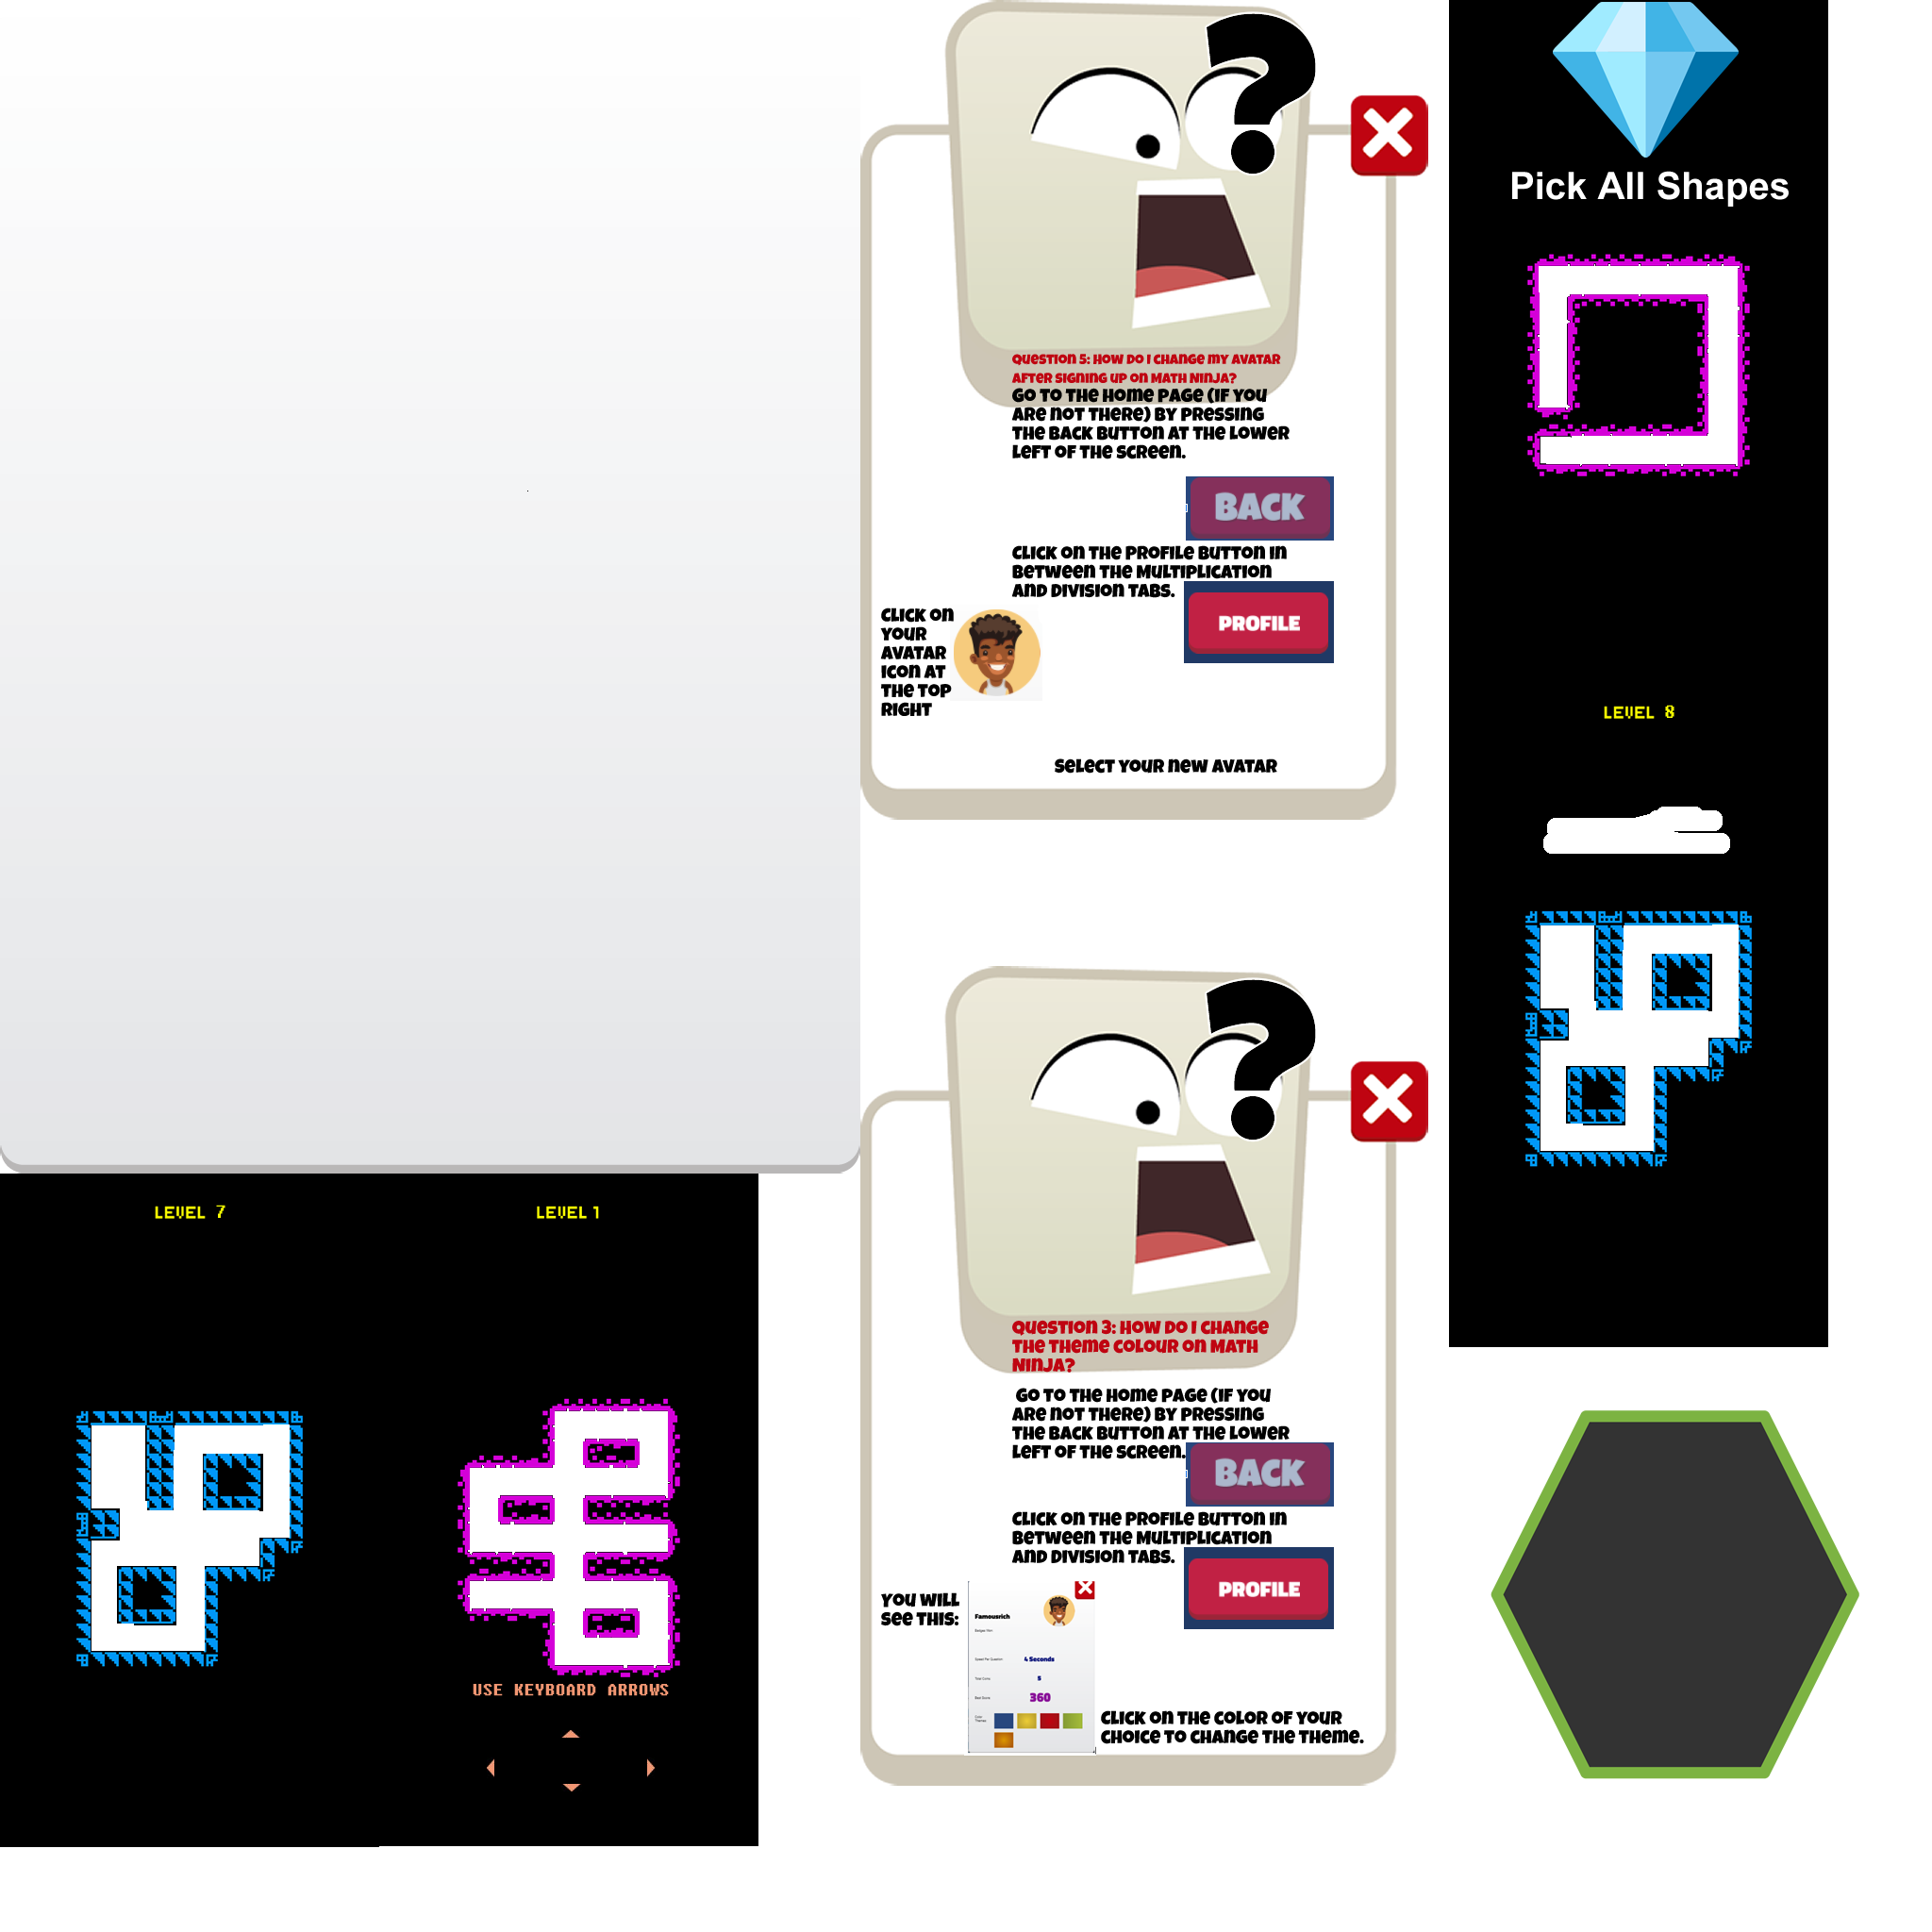 Question 5: How do I change my avatar
after signing up on Math Ninja?
Go to the home page (if you
are not there) by pressing
the back button at the lower
left of the screen.
BACK
Click on the profile button in
between the multiplication
and division tabs.
PROFILE
Click on
your
avatar
icon at
the top
right
Select your new avatar
Pick All Shapes
LEVEL 8
LEVEL 7
LEVEL 1
USE KEYBOARD ARROWS
Question 3: How do I change
the theme colour on Math
Ninja?
Go to the home page (if you
are not there) by pressing
the back button at the lower
left of the screen.
BACK
Click on the profile button in
between the multiplication
and division tabs.
PROFILE
You will
see this:
Famousrich
4 Seconds
5
360
Click on the color of your
choice to change the theme.